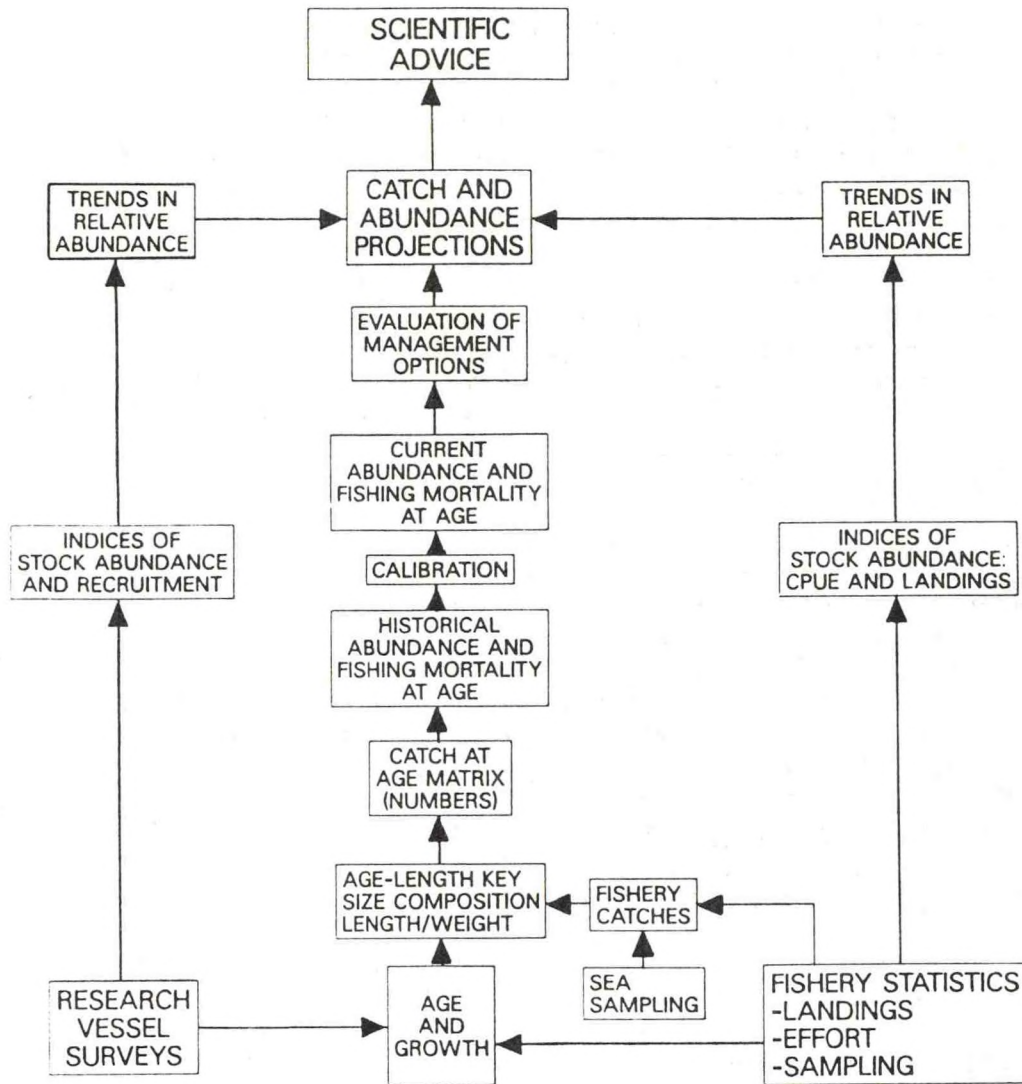 SCIENTIFIC
ADVICE
TRENDS IN
RELATIVE
ABUNDANCE
CATCH AND
ABUNDANCE
PROJECTIONS
TRENDS IN
RELATIVE
ABUNDANCE
EVALUATION OF
MANAGEMENT
OPTIONS
CURRENT
ABUNDANCE AND
FISHING MORTALITY
AT AGE
INDICES OF
STOCK ABUNDANCE
AND RECRUITMENT
CALIBRATION
INDICES OF
STOCK ABUNDANCE:
CPUE AND LANDINGS
HISTORICAL
ABUNDANCE AND
FISHING MORTALITY
AT AGE
CATCH AT
AGE MATRIX
(NUMBERS)
AGE-LENGTH KEY
SIZE COMPOSITION
LENGTH/WEIGHT
FISHERY
CATCHES
SEA
SAMPLING
RESEARCH
VESSEL
SURVEYS
AGE
AND
GROWTH
FISHERY STATISTICS
-LANDINGS
-EFFORT
-SAMPLING